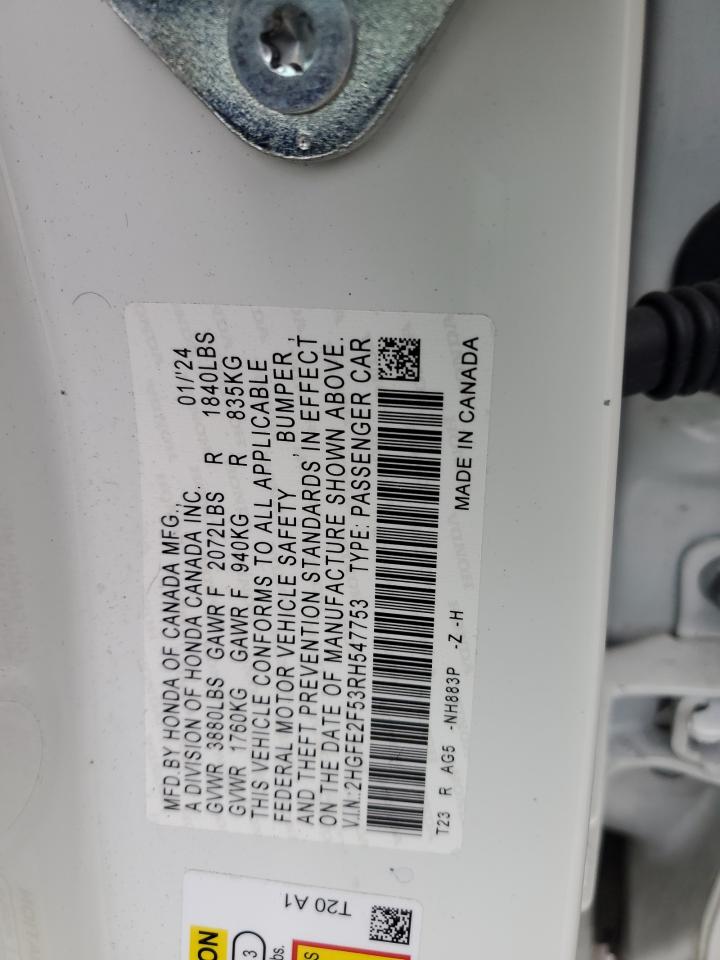 MFD.BY HONDA OF CANADA MFG., 01/'24
A DIVISION OF HONDA CANADA INC.
GVWR 3880LBS GAWR F 2072LBS R 1840LBS
GVWR 1760KG GAWR F 940KG R 835KG
THIS VEHICLE CONFORMS TO ALL APPLICABLE
FEDERAL MOTOR VEHICLE SAFETY, BUMPER,
AND THEFT PREVENTION STANDARDS IN EFFECT
ON THE DATE OF MANUFACTURE SHOWN ABOVE.
V.I.N:2HGFE2F53RH547753 TYPE: PASSENGER CAR
T23 R AG5 -NH883P -Z -H MADE IN CANADA
T20 A1
3